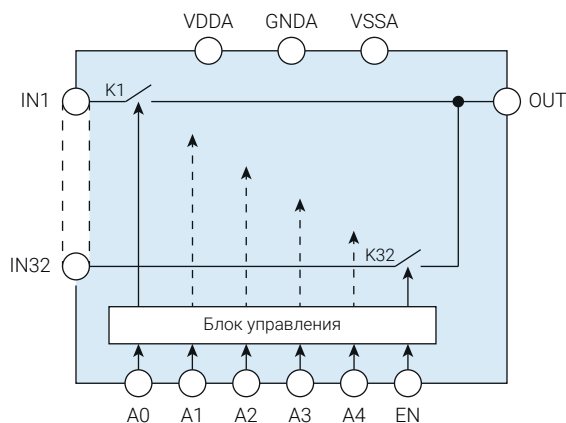 VDDA GNDA VSSA
IN1 K1 OUT
IN32 K32
Блок управления
A0 A1 A2 A3 A4 EN